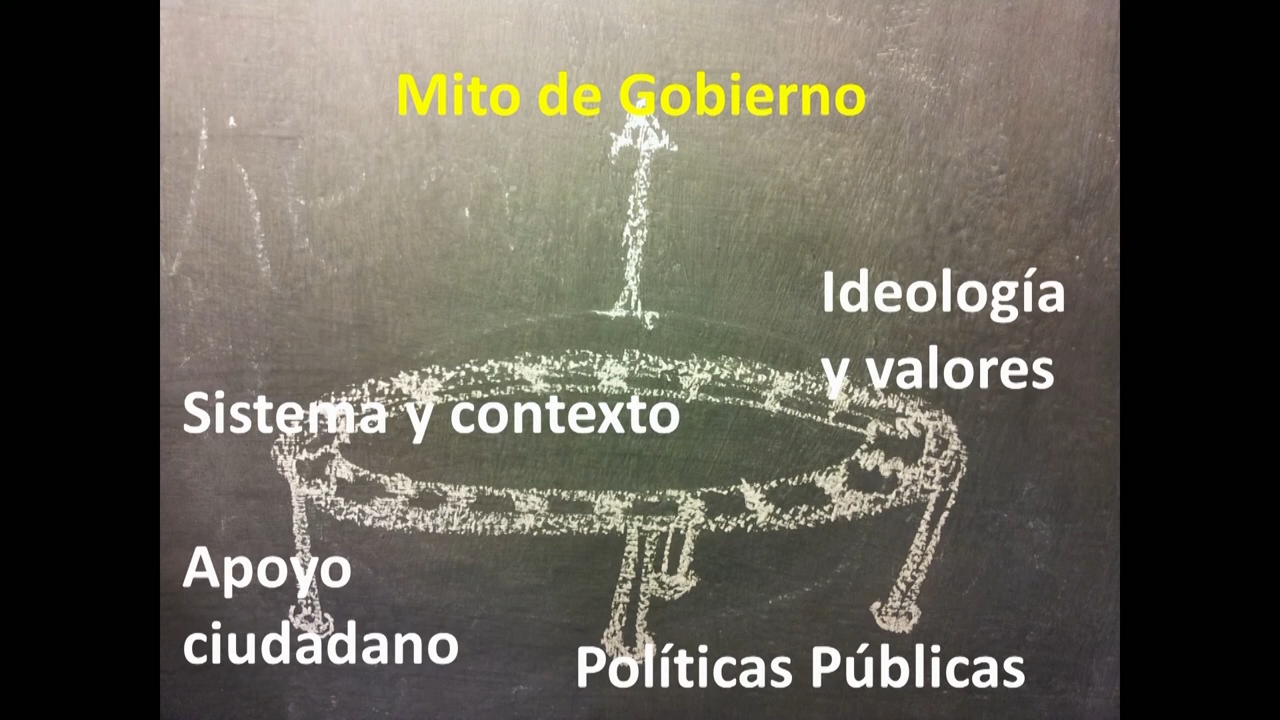 Mito de Gobierno
Ideología
y valores
Sistema y contexto
Apoyo
ciudadano
Políticas Públicas